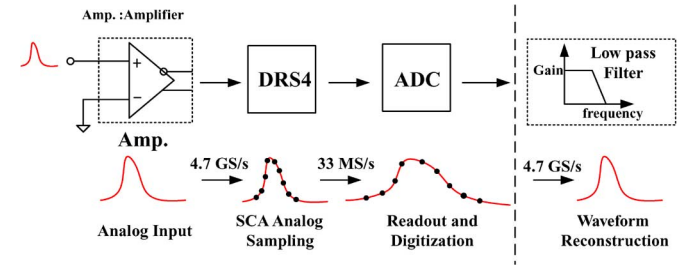 Amp. :Amplifier
+
−
Amp.
DRS4
ADC
Low pass
Filter
Gain
frequency
4.7 GS/s
33 MS/s
4.7 GS/s
Analog Input
SCA Analog
Sampling
Readout and
Digitization
Waveform
Reconstruction